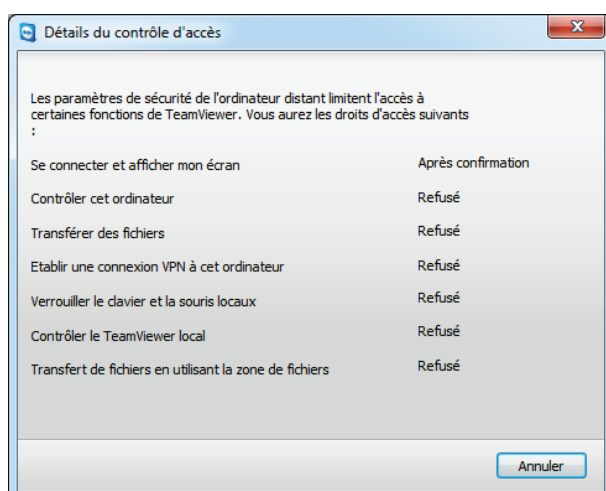 Détails du contrôle d'accès
Les paramètres de sécurité de l'ordinateur distant limitent l'accès à
certaines fonctions de TeamViewer. Vous aurez les droits d'accès suivants
:
Se connecter et afficher mon écran Après confirmation
Contrôler cet ordinateur Refusé
Transférer des fichiers Refusé
Etablir une connexion VPN à cet ordinateur Refusé
Verrouiller le clavier et la souris locaux Refusé
Contrôler le TeamViewer local Refusé
Transfert de fichiers en utilisant la zone de fichiers Refusé
Annuler